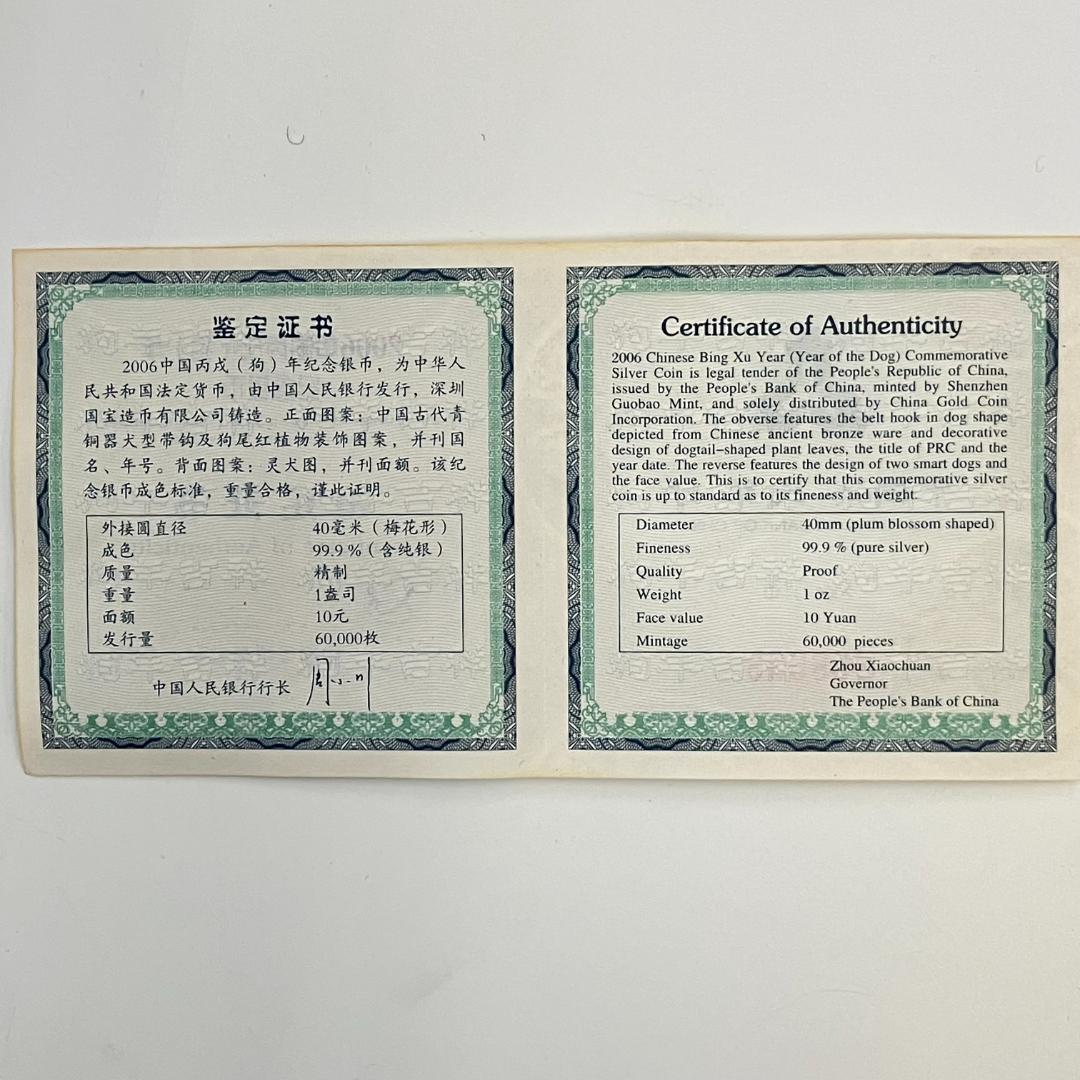 鉴定证书
2006中国丙戌（狗）年纪念银币，为中华人
民共和国法定货币，由中国人民银行发行，深圳
国宝造币有限公司铸造。正面图案：中国古代青
铜器犬型带钩及狗尾红植物装饰图案，并刊国
名、年号。背面图案：灵犬图，并刊面额。该纪
念银币成色标准，重量合格，谨此证明。
外接圆直径 40毫米（梅花形）
成色 99.9％（含纯银）
质量 精制
重量 1盎司
面额 10元
发行量 60,000枚
中国人民银行行长 周小川
Certificate of Authenticity
2006 Chinese Bing Xu Year (Year of the Dog) Commemorative
Silver Coin is legal tender of the People's Republic of China,
issued by the People's Bank of China, minted by Shenzhen
Guobao Mint, and solely distributed by China Gold Coin
Incorporation. The obverse features the belt hook in dog shape
depicted from Chinese ancient bronze ware and decorative
design of dogtail-shaped plant leaves, the title of PRC and the
year date. The reverse features the design of two smart dogs and
the face value. This is to certify that this commemorative silver
coin is up to standard as to its fineness and weight.
Diameter 40mm (plum blossom shaped)
Fineness 99.9 % (pure silver)
Quality Proof
Weight 1 oz
Face value 10 Yuan
Mintage 60,000 pieces
Zhou Xiaochuan
Governor
The People's Bank of China